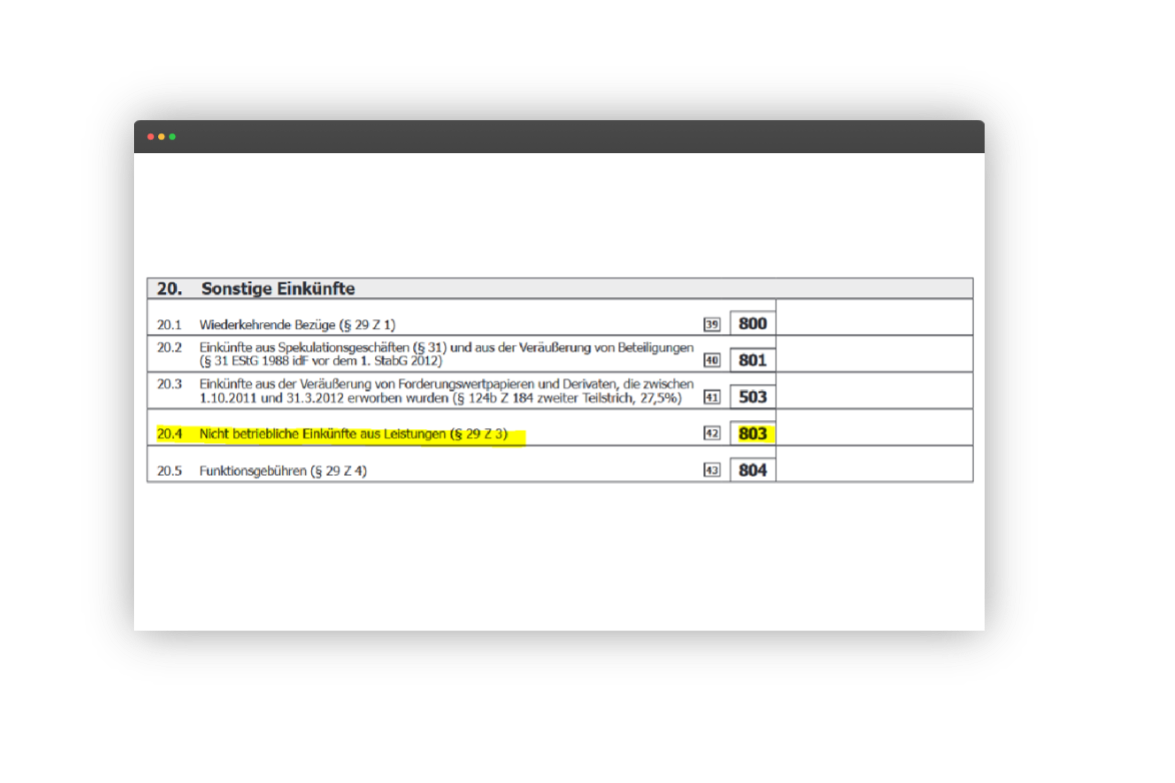 20. Sonstige Einkünfte
20.1 Wiederkehrende Bezüge (§ 29 Z 1) 39 800
20.2 Einkünfte aus Spekulationsgeschäften (§ 31) und aus der Veräußerung von Beteiligungen
(§ 31 EStG 1988 idF vor dem 1. StabG 2012) 40 801
20.3 Einkünfte aus der Veräußerung von Forderungswertpapieren und Derivaten, die zwischen
1.10.2011 und 31.3.2012 erworben wurden (§ 124b Z 184 zweiter Teilstrich, 27,5%) 41 503
20.4 Nicht betriebliche Einkünfte aus Leistungen (§ 29 Z 3) 42 803
20.5 Funktionsgebühren (§ 29 Z 4) 43 804